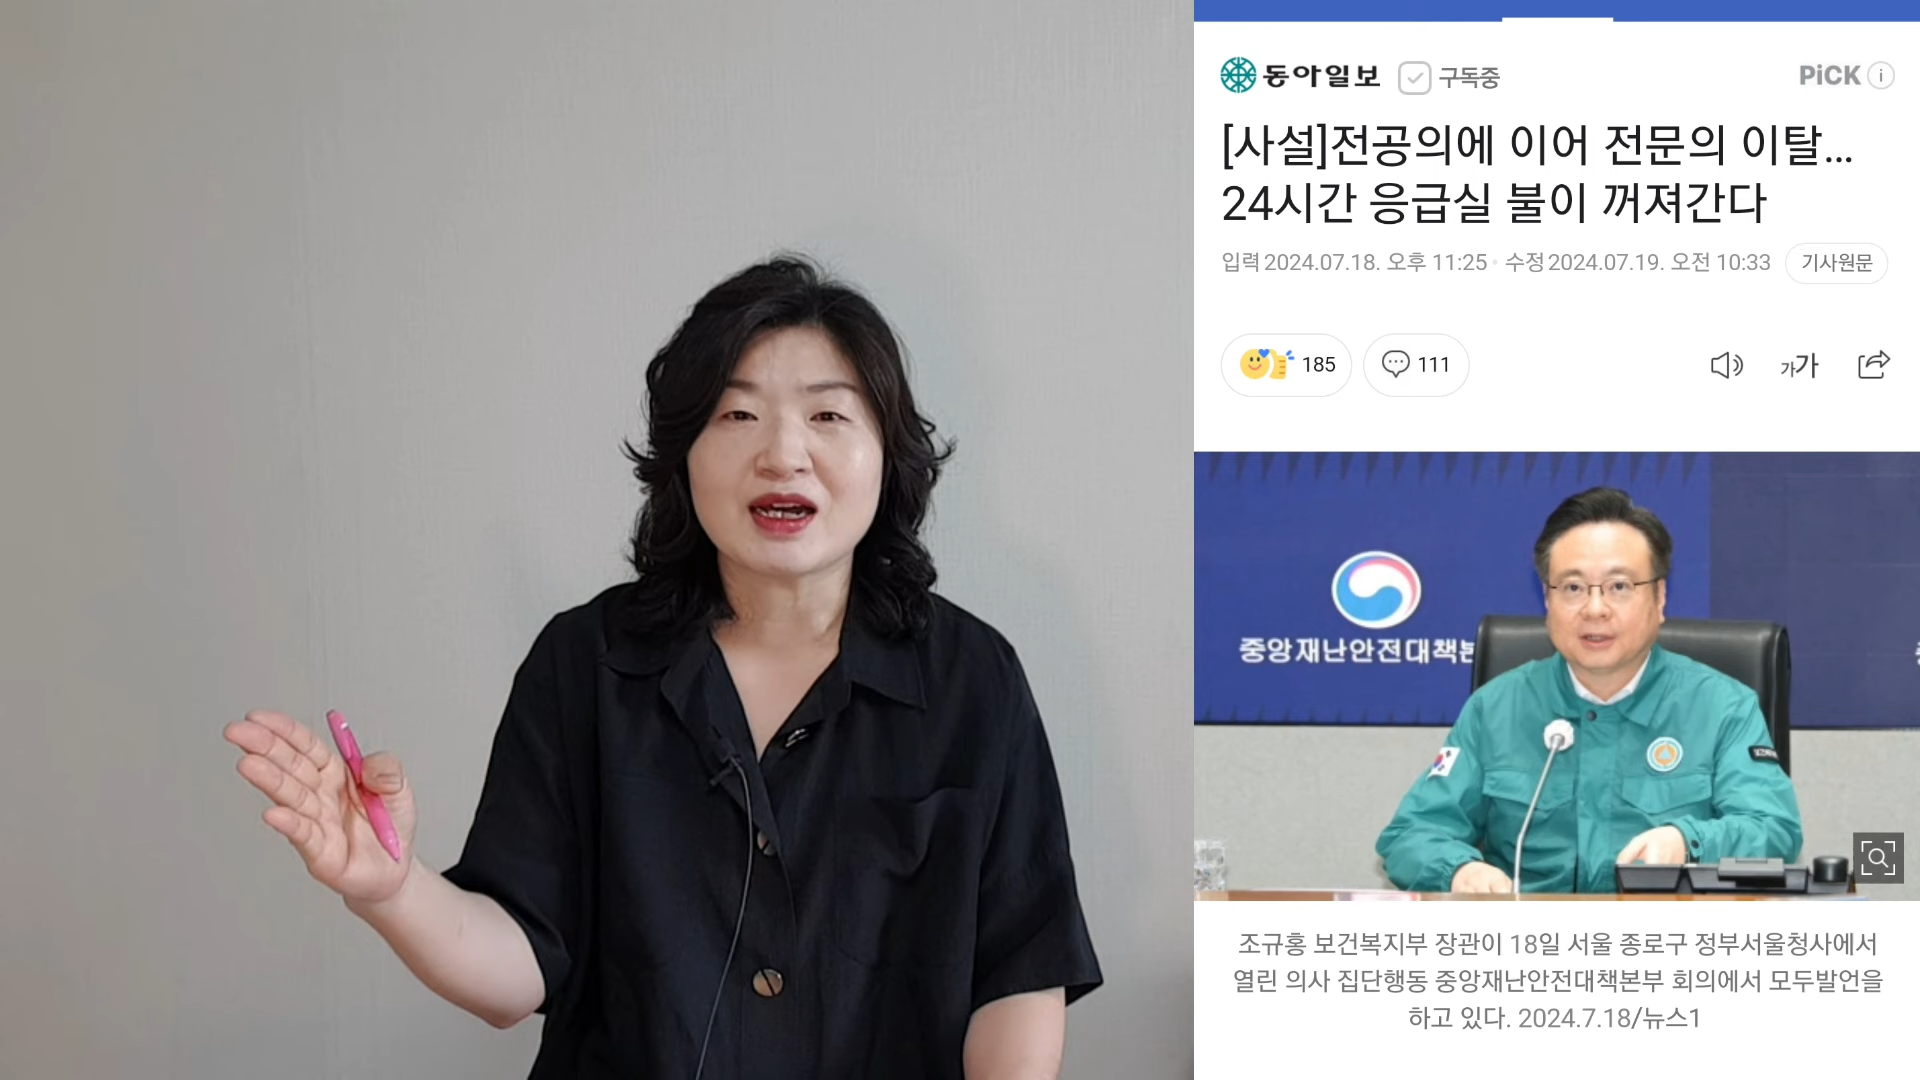 동아일보 구독중
PiCK i
[사설]전공의에 이어 전문의 이탈…
24시간 응급실 불이 꺼져간다
입력 2024.07.18. 오후 11:25 · 수정 2024.07.19. 오전 10:33 기사원문
185 111
가가
중앙재난안전대책본
조규홍 보건복지부 장관이 18일 서울 종로구 정부서울청사에서
열린 의사 집단행동 중앙재난안전대책본부 회의에서 모두발언을
하고 있다. 2024.7.18/뉴스1